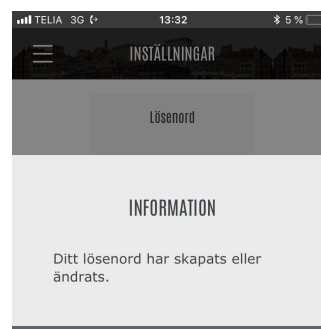 TELIA 3G 13:32 5 %
INSTÄLLNINGAR
Lösenord
INFORMATION
Ditt lösenord har skapats eller
ändrats.